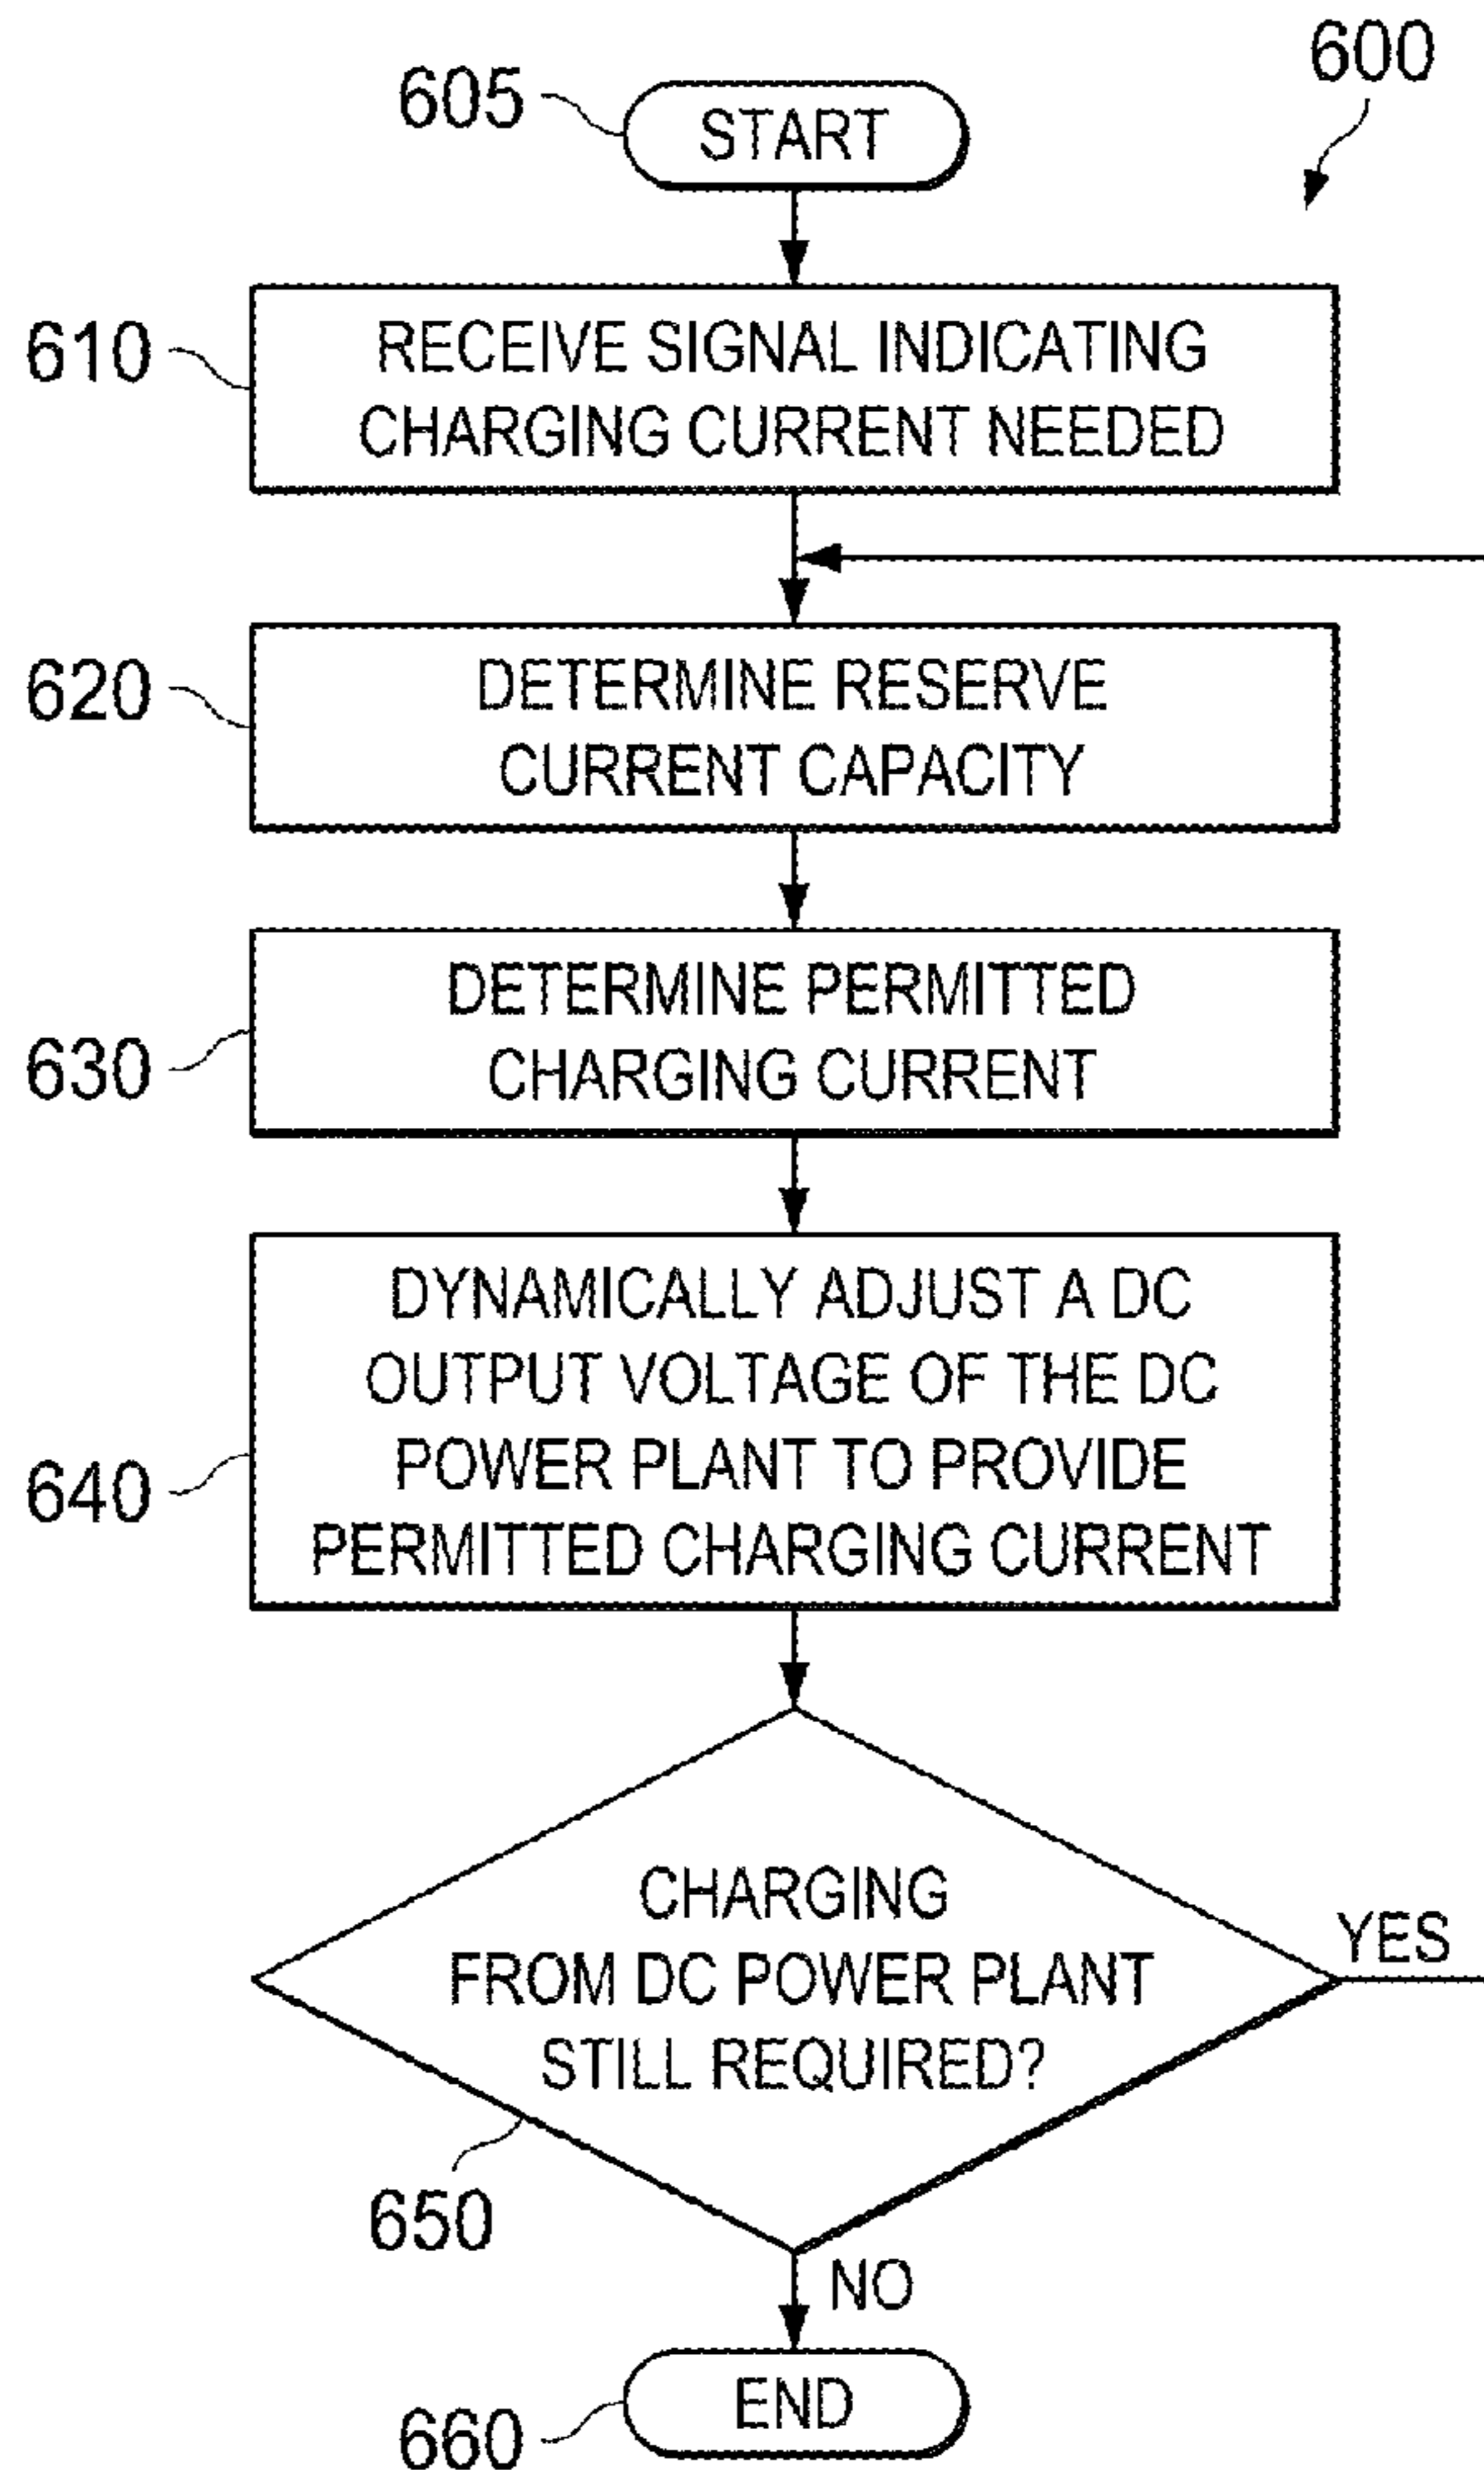 600
605
START
610
RECEIVE SIGNAL INDICATING
CHARGING CURRENT NEEDED
620
DETERMINE RESERVE
CURRENT CAPACITY
630
DETERMINE PERMITTED
CHARGING CURRENT
640
DYNAMICALLY ADJUST A DC
OUTPUT VOLTAGE OF THE DC
POWER PLANT TO PROVIDE
PERMITTED CHARGING CURRENT
CHARGING
FROM DC POWER PLANT
STILL REQUIRED?
YES
650
NO
END
660